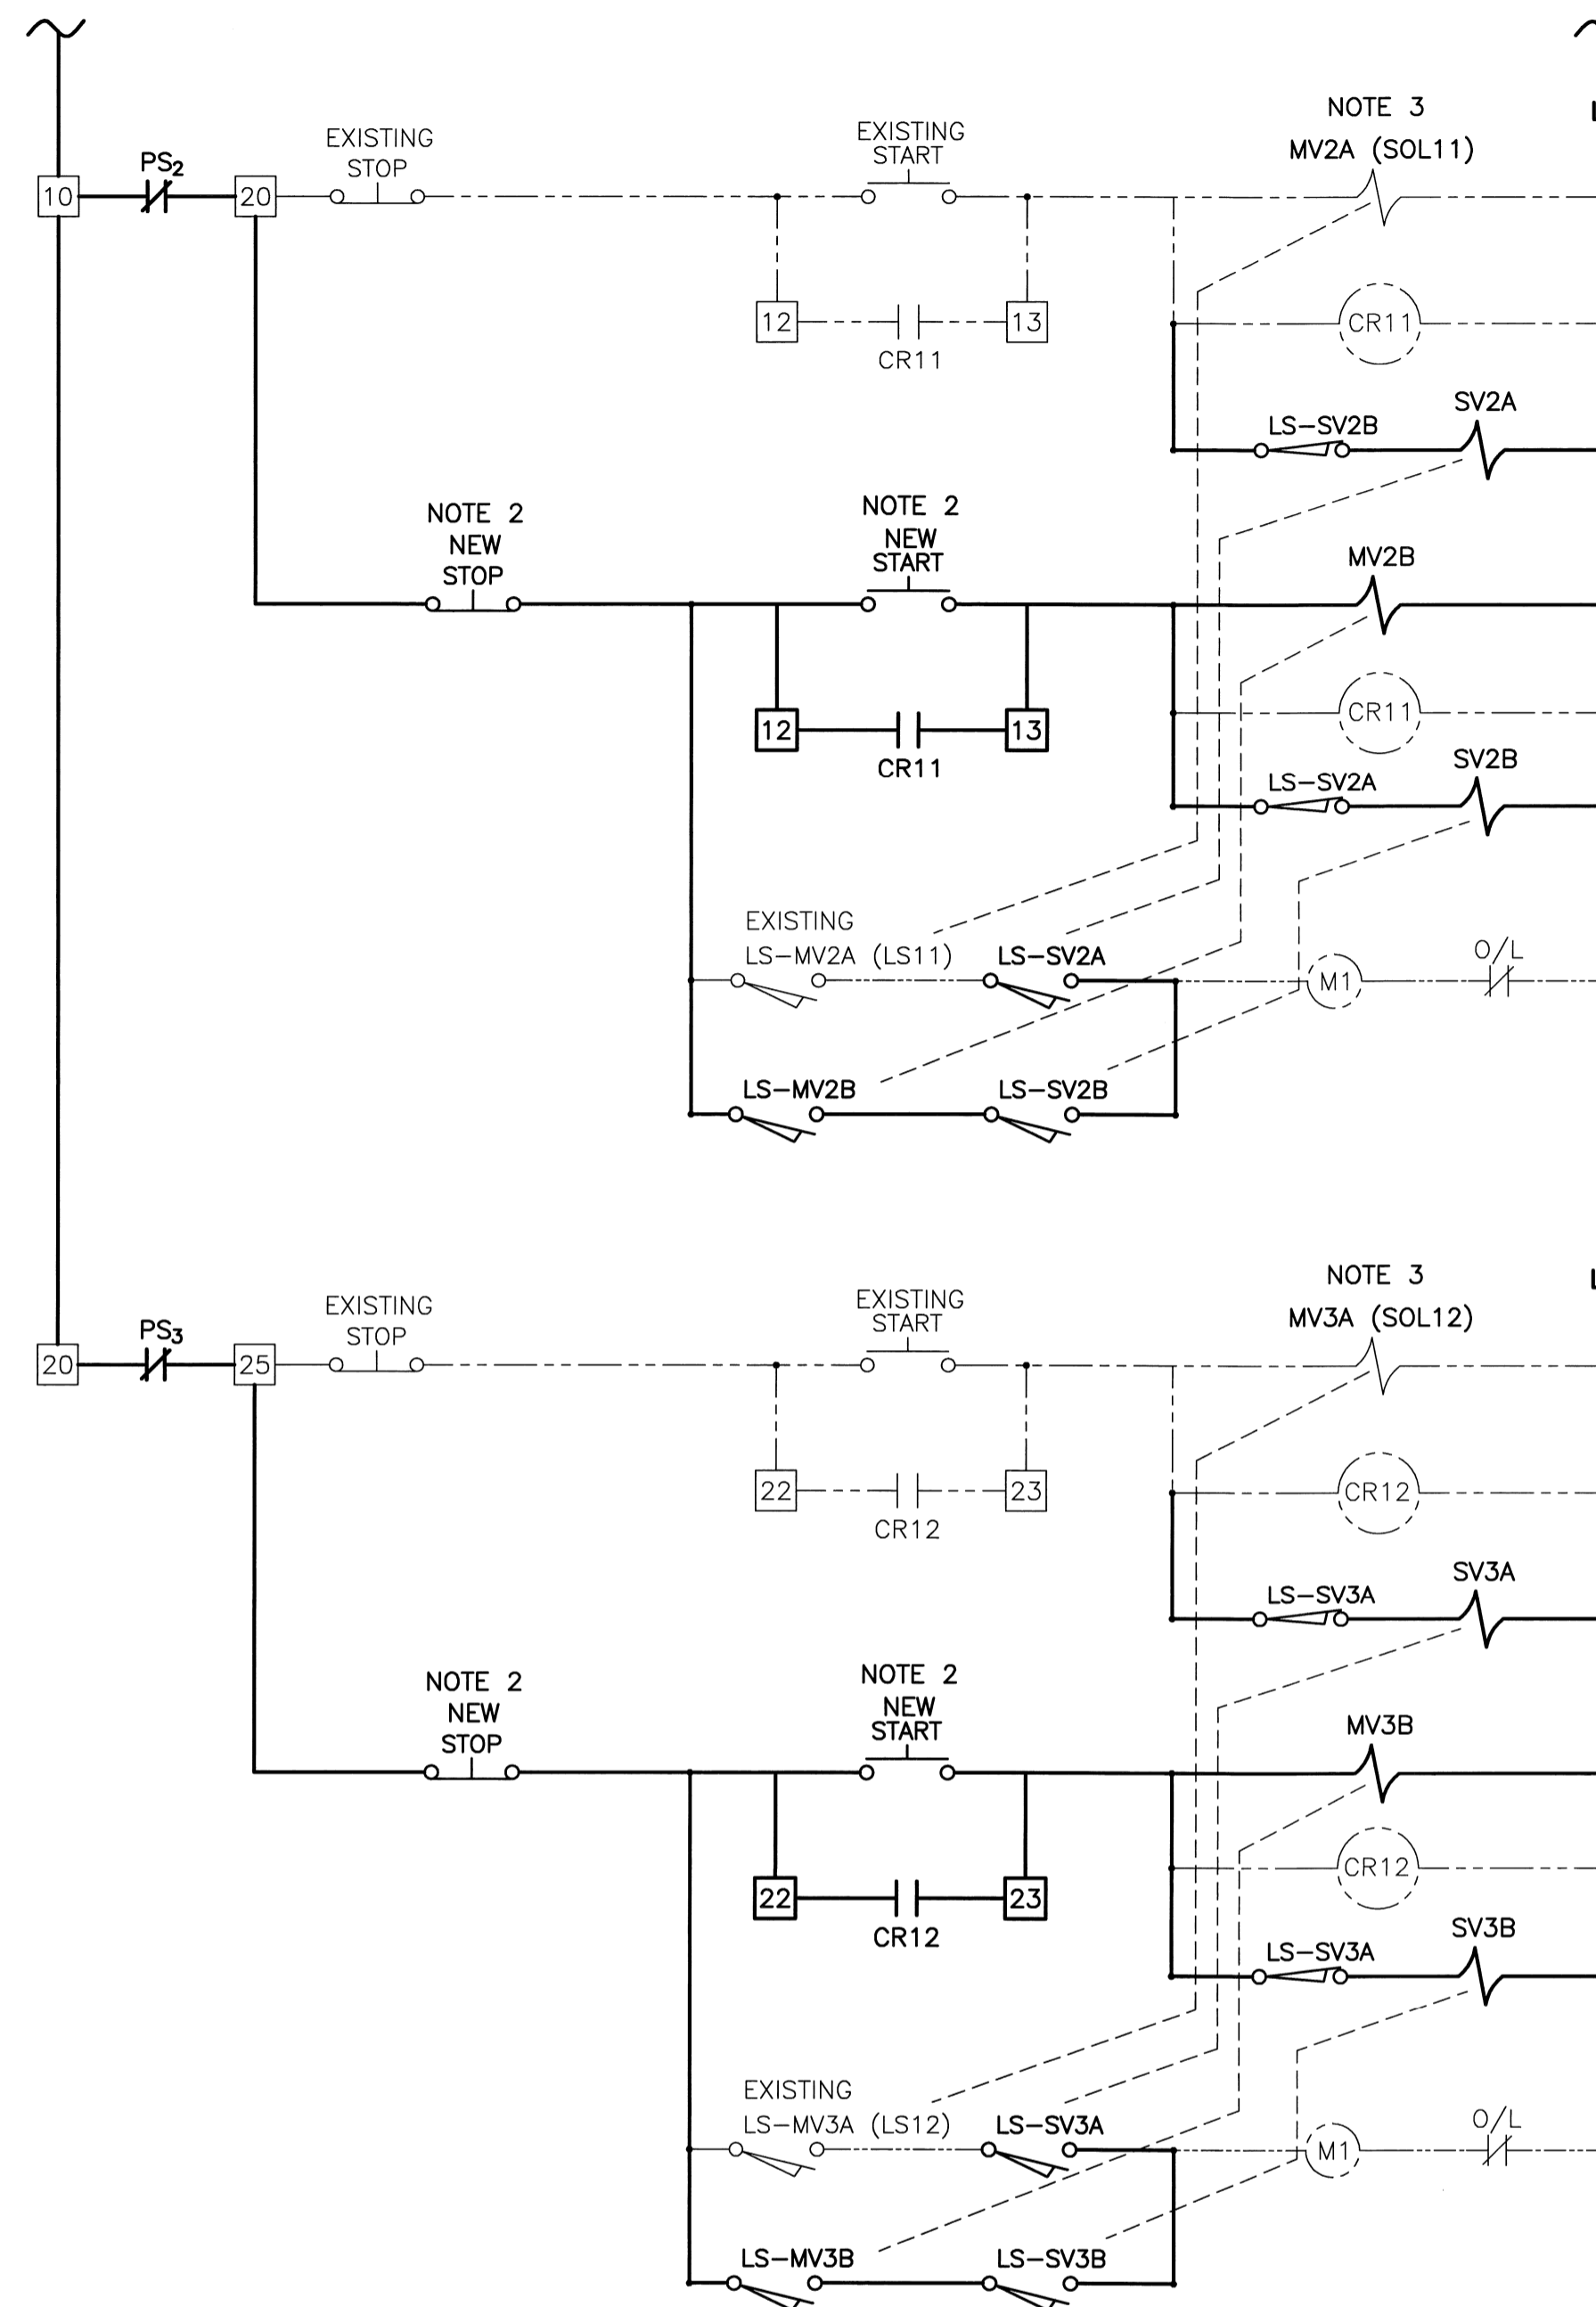 NOTE 3
EXISTING
START
MV2A (SOL11)
EXISTING
STOP
PS2
10
20
12
13
CR11
CR11
SV2A
LS-SV2B
NOTE 2
NEW
STOP
NOTE 2
NEW
START
MV2B
12
13
CR11
CR11
SV2B
LS-SV2A
EXISTING
LS-MV2A (LS11)
LS-SV2A
O/L
M1
LS-MV2B
LS-SV2B
NOTE 3
MV3A (SOL12)
EXISTING
START
EXISTING
STOP
PS3
20
25
22
23
CR12
CR12
SV3A
LS-SV3A
NOTE 2
NEW
STOP
NOTE 2
NEW
START
MV3B
22
23
CR12
CR12
SV3B
LS-SV3A
EXISTING
LS-MV3A (LS12)
LS-SV3A
O/L
M1
LS-MV3B
LS-SV3B